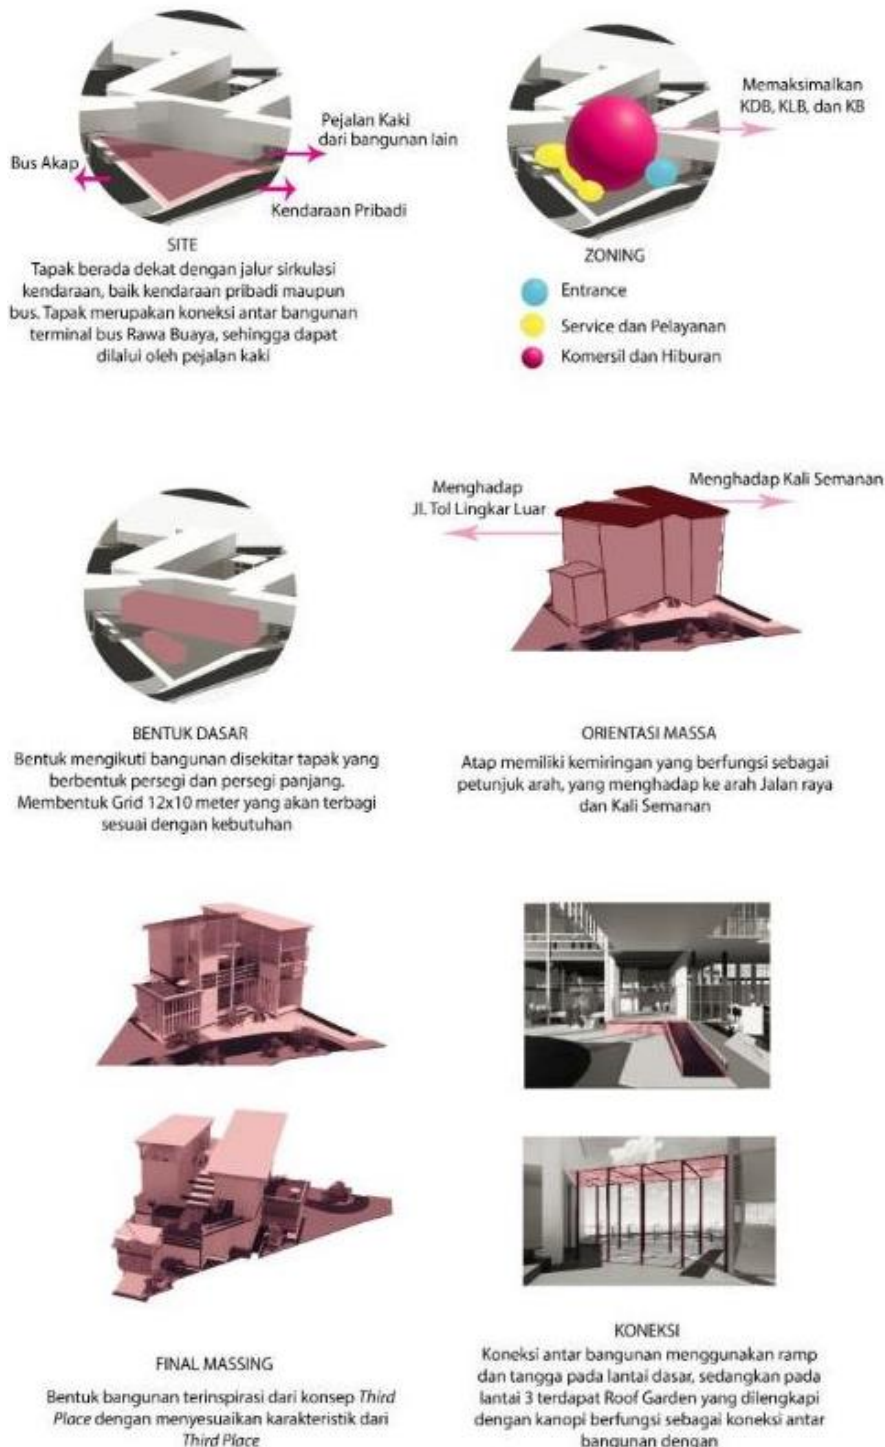 Bus Akap
Pejalan Kaki
dari bangunan lain
Kendaraan Pribadi
SITE
Tapak berada dekat dengan jalur sirkulasi
kendaraan, baik kendaraan pribadi maupun
bus. Tapak merupakan koneksi antar bangunan
terminal bus Rawa Buaya, sehingga dapat
dilalui oleh pejalan kaki
Memaksimalkan
KDB, KLB, dan KB
ZONING
Entrance
Service dan Pelayanan
Komersil dan Hiburan
BENTUK DASAR
Bentuk mengikuti bangunan disekitar tapak yang
berbentuk persegi dan persegi panjang.
Membentuk Grid 12x10 meter yang akan terbagi
sesuai dengan kebutuhan
Menghadap
Jl. Tol Lingkar Luar
Menghadap Kali Semanan
ORIENTASI MASSA
Atap memiliki kemiringan yang berfungsi sebagai
petunjuk arah, yang menghadap ke arah Jalan raya
dan Kali Semanan
FINAL MASSING
Bentuk bangunan terinspirasi dari konsep Third
Place dengan menyesuaikan karakteristik dari
Third Place
KONEKSI
Koneksi antar bangunan menggunakan ramp
dan tangga pada lantai dasar, sedangkan pada
lantai 3 terdapat Roof Garden yang dilengkapi
dengan kanopi berfungsi sebagai koneksi antar
bangunan dengan